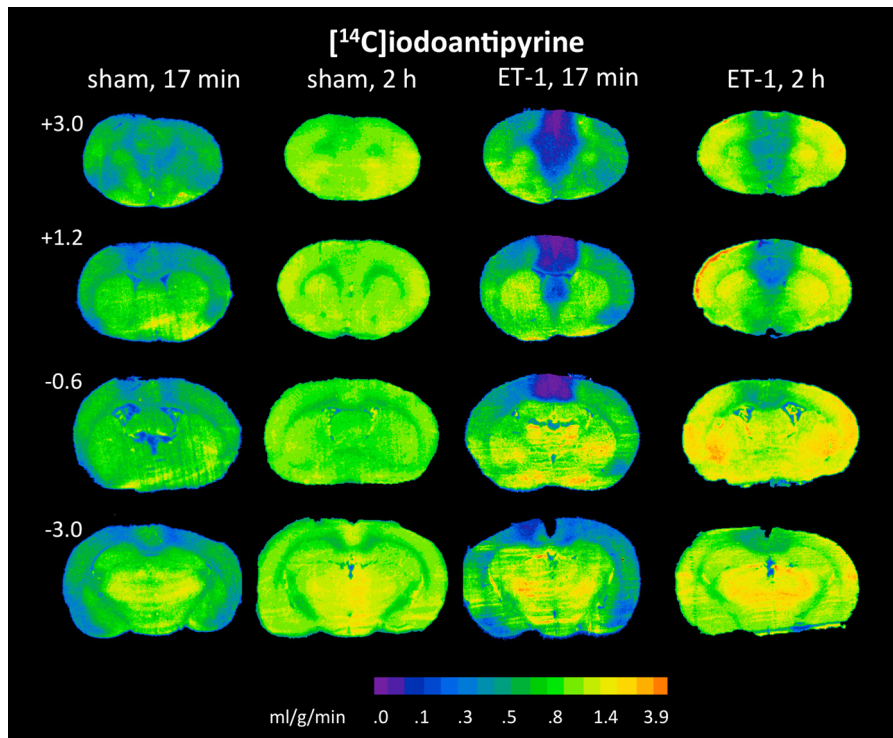 [¹⁴C]iodoantipyrine
sham, 17 min sham, 2 h ET-1, 17 min ET-1, 2 h
+3.0
+1.2
-0.6
-3.0
ml/g/min .0 .1 .3 .5 .8 1.4 3.9